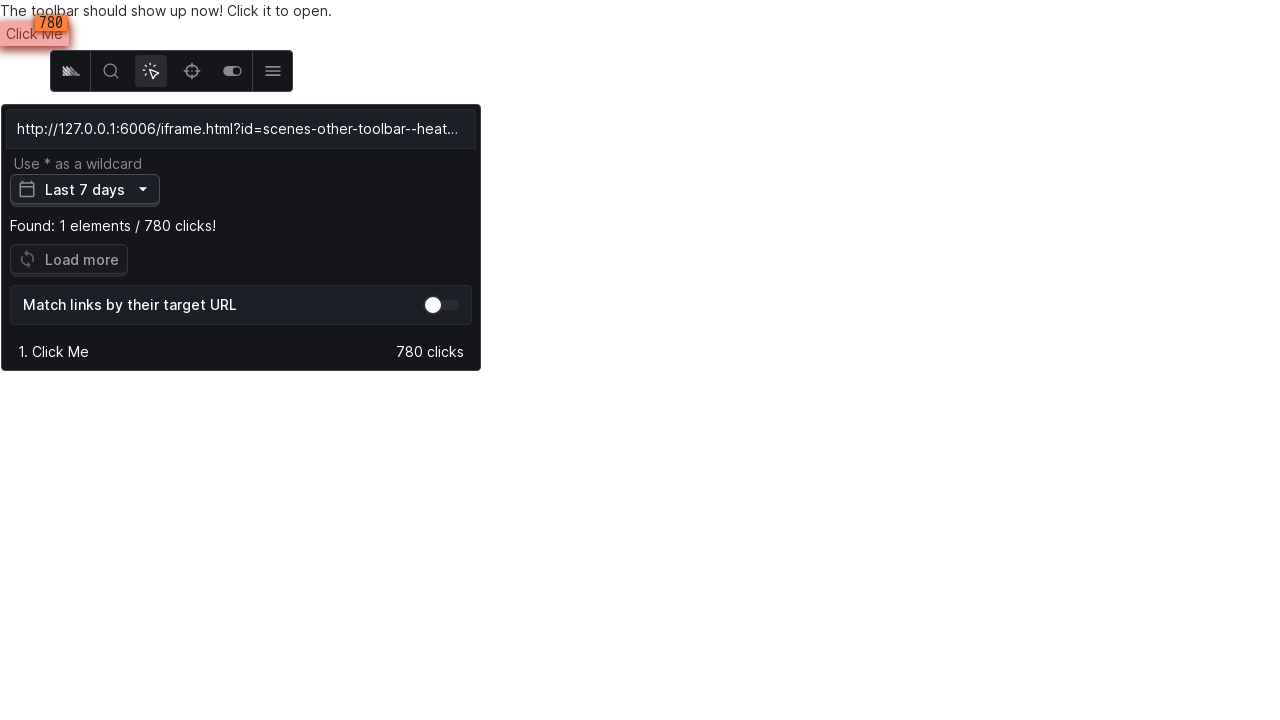 The toolbar should show up now! Click it to open.
780
Click Me
http://127.0.0.1:6006/iframe.html?id=scenes-other-toolbar--heat...
Use * as a wildcard
Last 7 days
Found: 1 elements / 780 clicks!
Load more
Match links by their target URL
1. Click Me 780 clicks